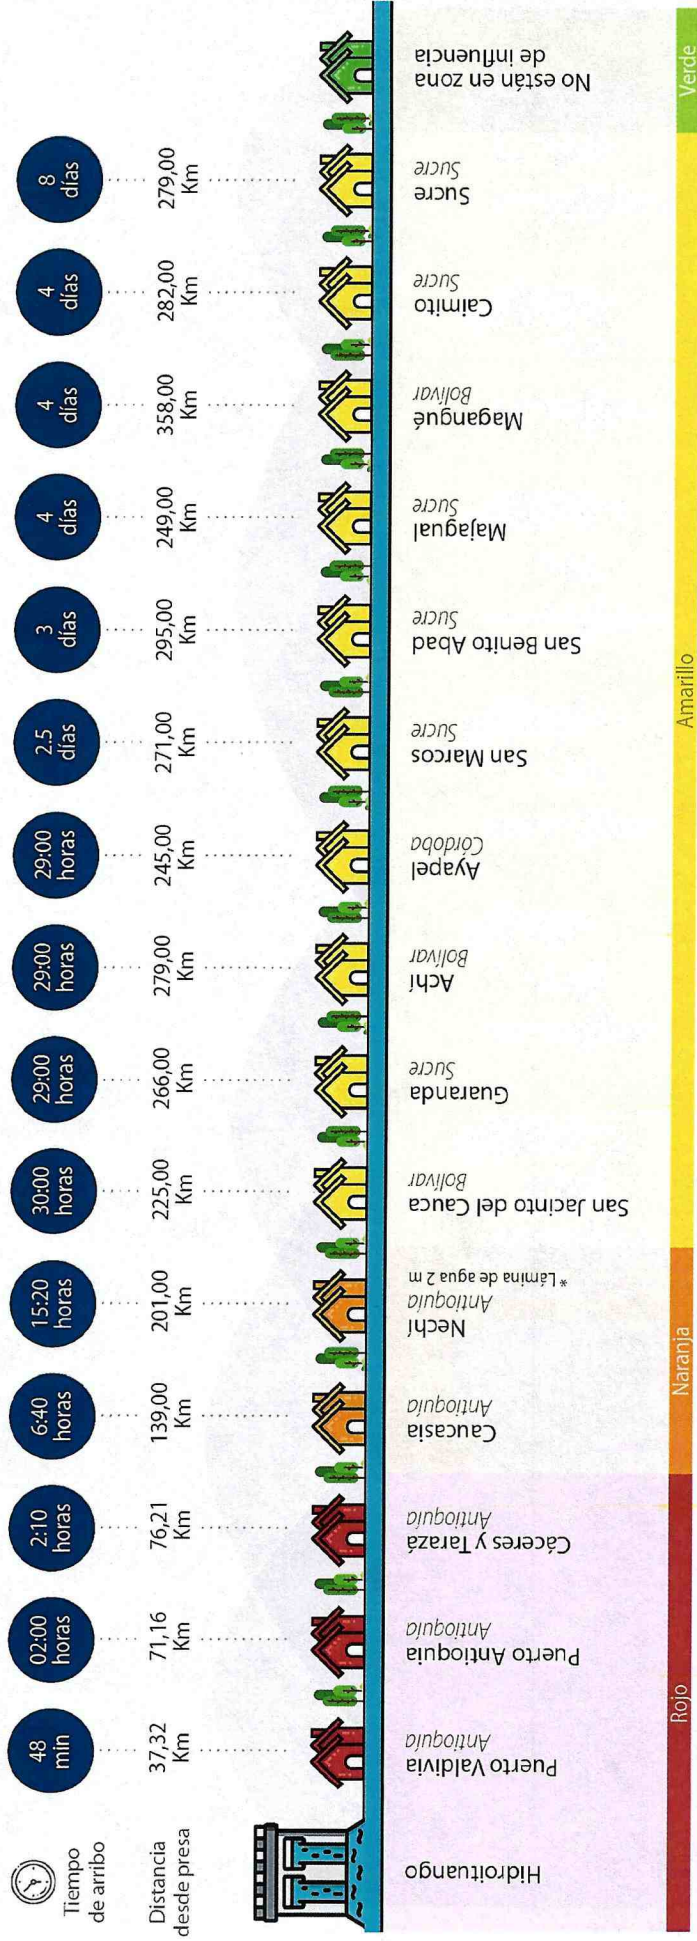 Tiempo
de arribo
48
min
02:00
horas
2:10
horas
6:40
horas
15:20
horas
30:00
horas
29:00
horas
29:00
horas
29:00
horas
2.5
días
3
días
4
días
4
días
4
días
8
días
Distancia
desde presa
37,32
Km
71,16
Km
76,21
Km
139,00
Km
201,00
Km
225,00
Km
266,00
Km
279,00
Km
245,00
Km
271,00
Km
295,00
Km
249,00
Km
358,00
Km
282,00
Km
279,00
Km
Hidroituango
Puerto Valdivia
Antioquía
Puerto Antioquia
Antioquía
Cáceres y Tarazá
Antioquía
Caucasia
Antioquía
Nechí
Antioquía
* Lámina de agua 2 m
San Jacinto del Cauca
Bolívar
Guaranda
Sucre
Achí
Bolívar
Ayapel
Córdoba
San Marcos
Sucre
San Benito Abad
Sucre
Majagual
Sucre
Magangué
Bolívar
Caimito
Sucre
Sucre
Sucre
No están en zona
de influencia
Rojo
Naranja
Amarillo
Verde